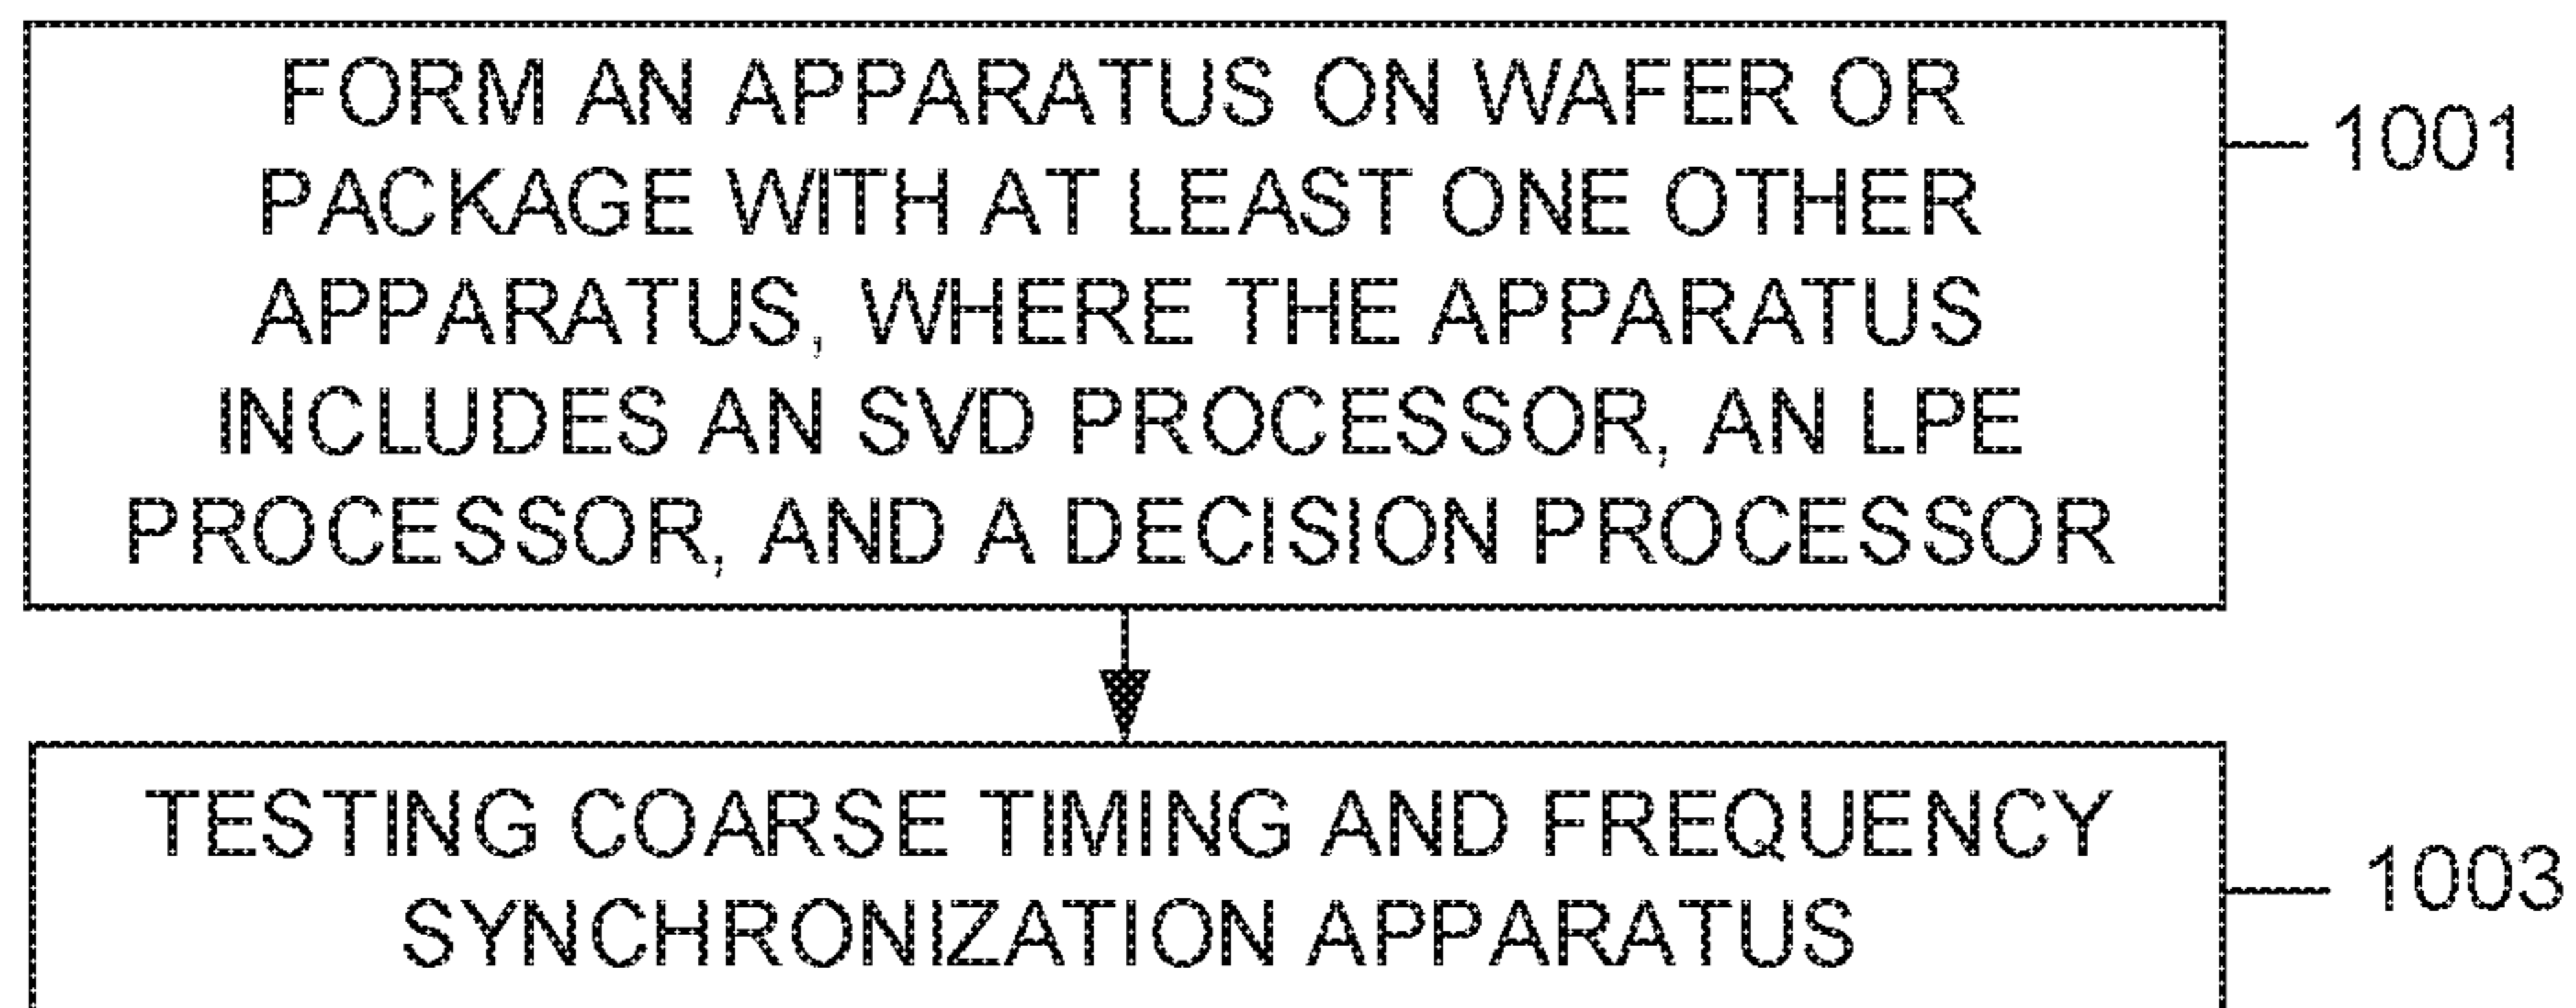 FORM AN APPARATUS ON WAFER OR
PACKAGE WITH AT LEAST ONE OTHER
APPARATUS, WHERE THE APPARATUS
INCLUDES AN SVD PROCESSOR, AN LPE
PROCESSOR, AND A DECISION PROCESSOR
1001
TESTING COARSE TIMING AND FREQUENCY
SYNCHRONIZATION APPARATUS
1003